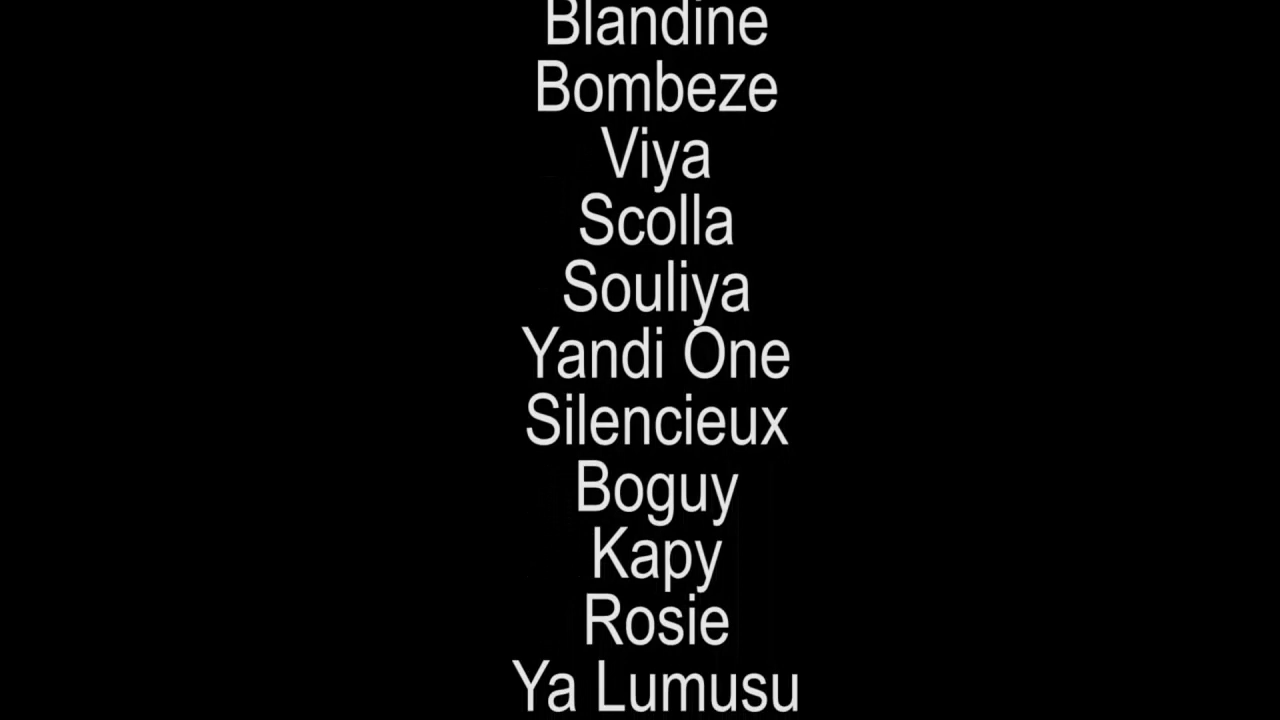 Blandine
Bombeze
Viya
Scolla
Souliya
Yandi One
Silencieux
Boguy
Kapy
Rosie
Ya Lumusu